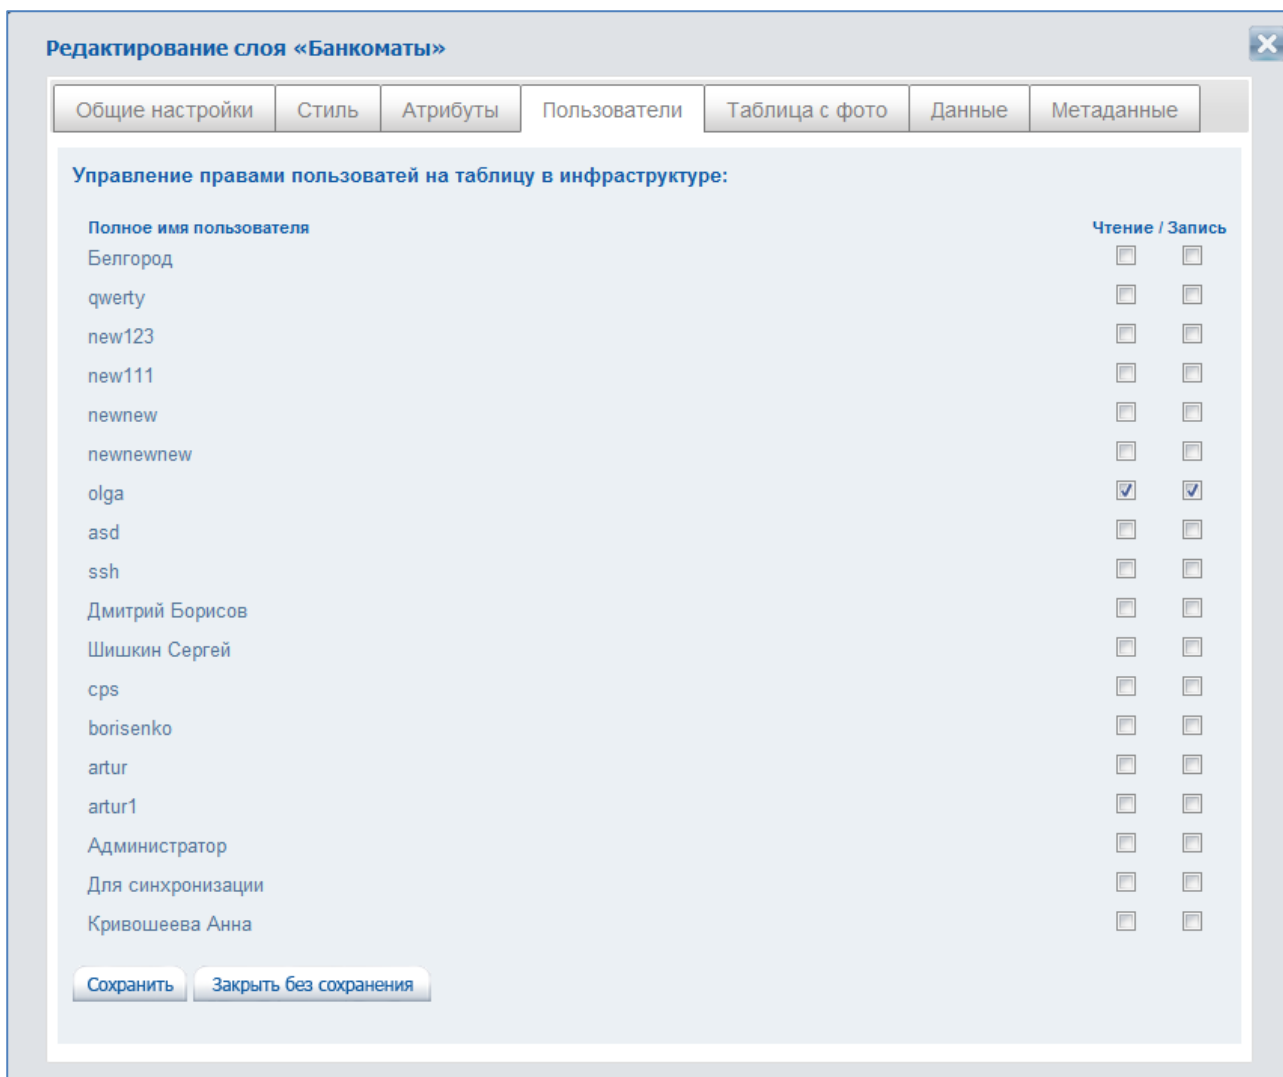 Редактирование слоя «Банкоматы»
Общие настройки Стиль Атрибуты Пользователи Таблица с фото Данные Метаданные
Управление правами пользоватей на таблицу в инфраструктуре:
Полное имя пользователя Чтение / Запись
Белгород
qwerty
new123
new111
newnew
newnewnew
olga
asd
ssh
Дмитрий Борисов
Шишкин Сергей
cps
borisenko
artur
artur1
Администратор
Для синхронизации
Кривошеева Анна
Сохранить Закрыть без сохранения